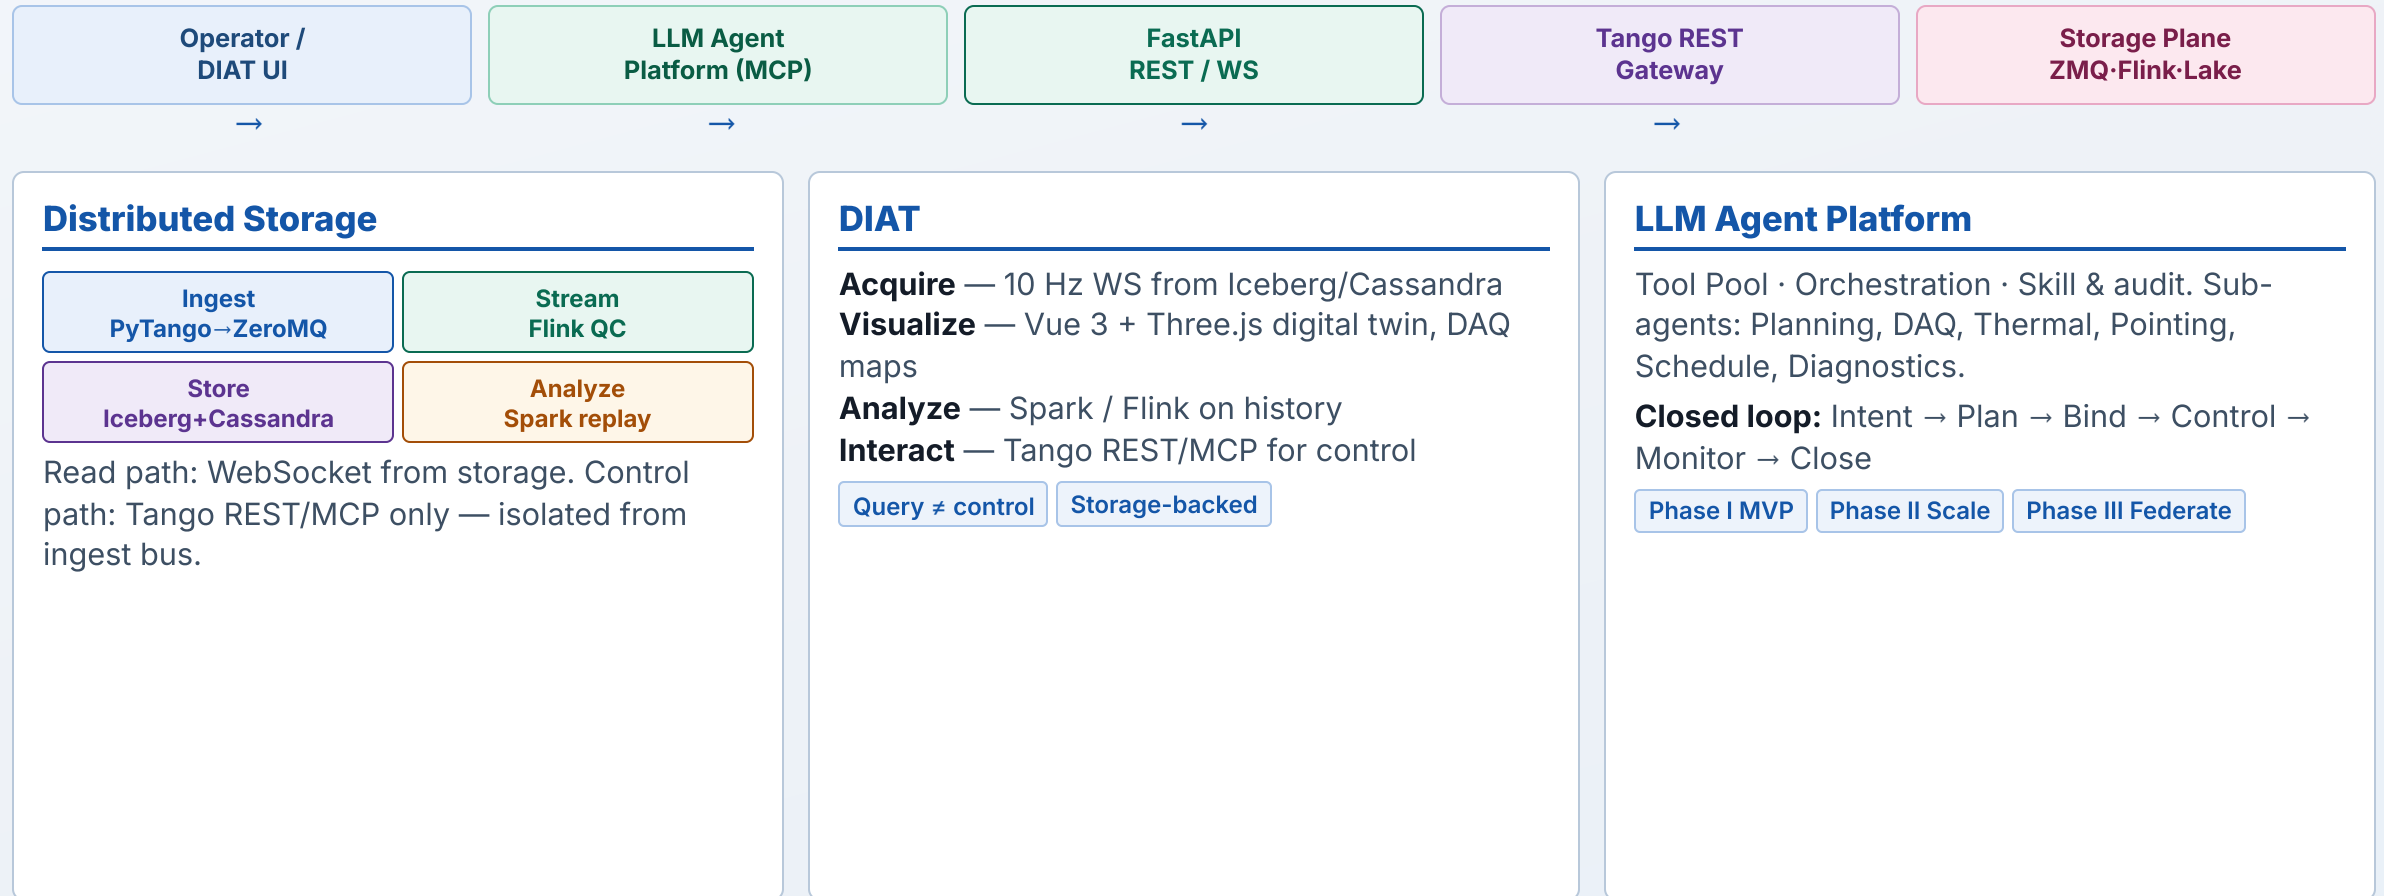 Operator /
DIAT UI
LLM Agent
Platform (MCP)
FastAPI
REST / WS
Tango REST
Gateway
Storage Plane
ZMQ·Flink·Lake
→
→
→
→
Distributed Storage
Ingest
PyTango→ZeroMQ
Stream
Flink QC
Store
Iceberg+Cassandra
Analyze
Spark replay
Read path: WebSocket from storage. Control
path: Tango REST/MCP only — isolated from
ingest bus.
DIAT
Acquire — 10 Hz WS from Iceberg/Cassandra
Visualize — Vue 3 + Three.js digital twin, DAQ
maps
Analyze — Spark / Flink on history
Interact — Tango REST/MCP for control
Query ≠ control
Storage-backed
LLM Agent Platform
Tool Pool · Orchestration · Skill & audit. Sub-
agents: Planning, DAQ, Thermal, Pointing,
Schedule, Diagnostics.
Closed loop: Intent → Plan → Bind → Control →
Monitor → Close
Phase I MVP
Phase II Scale
Phase III Federate